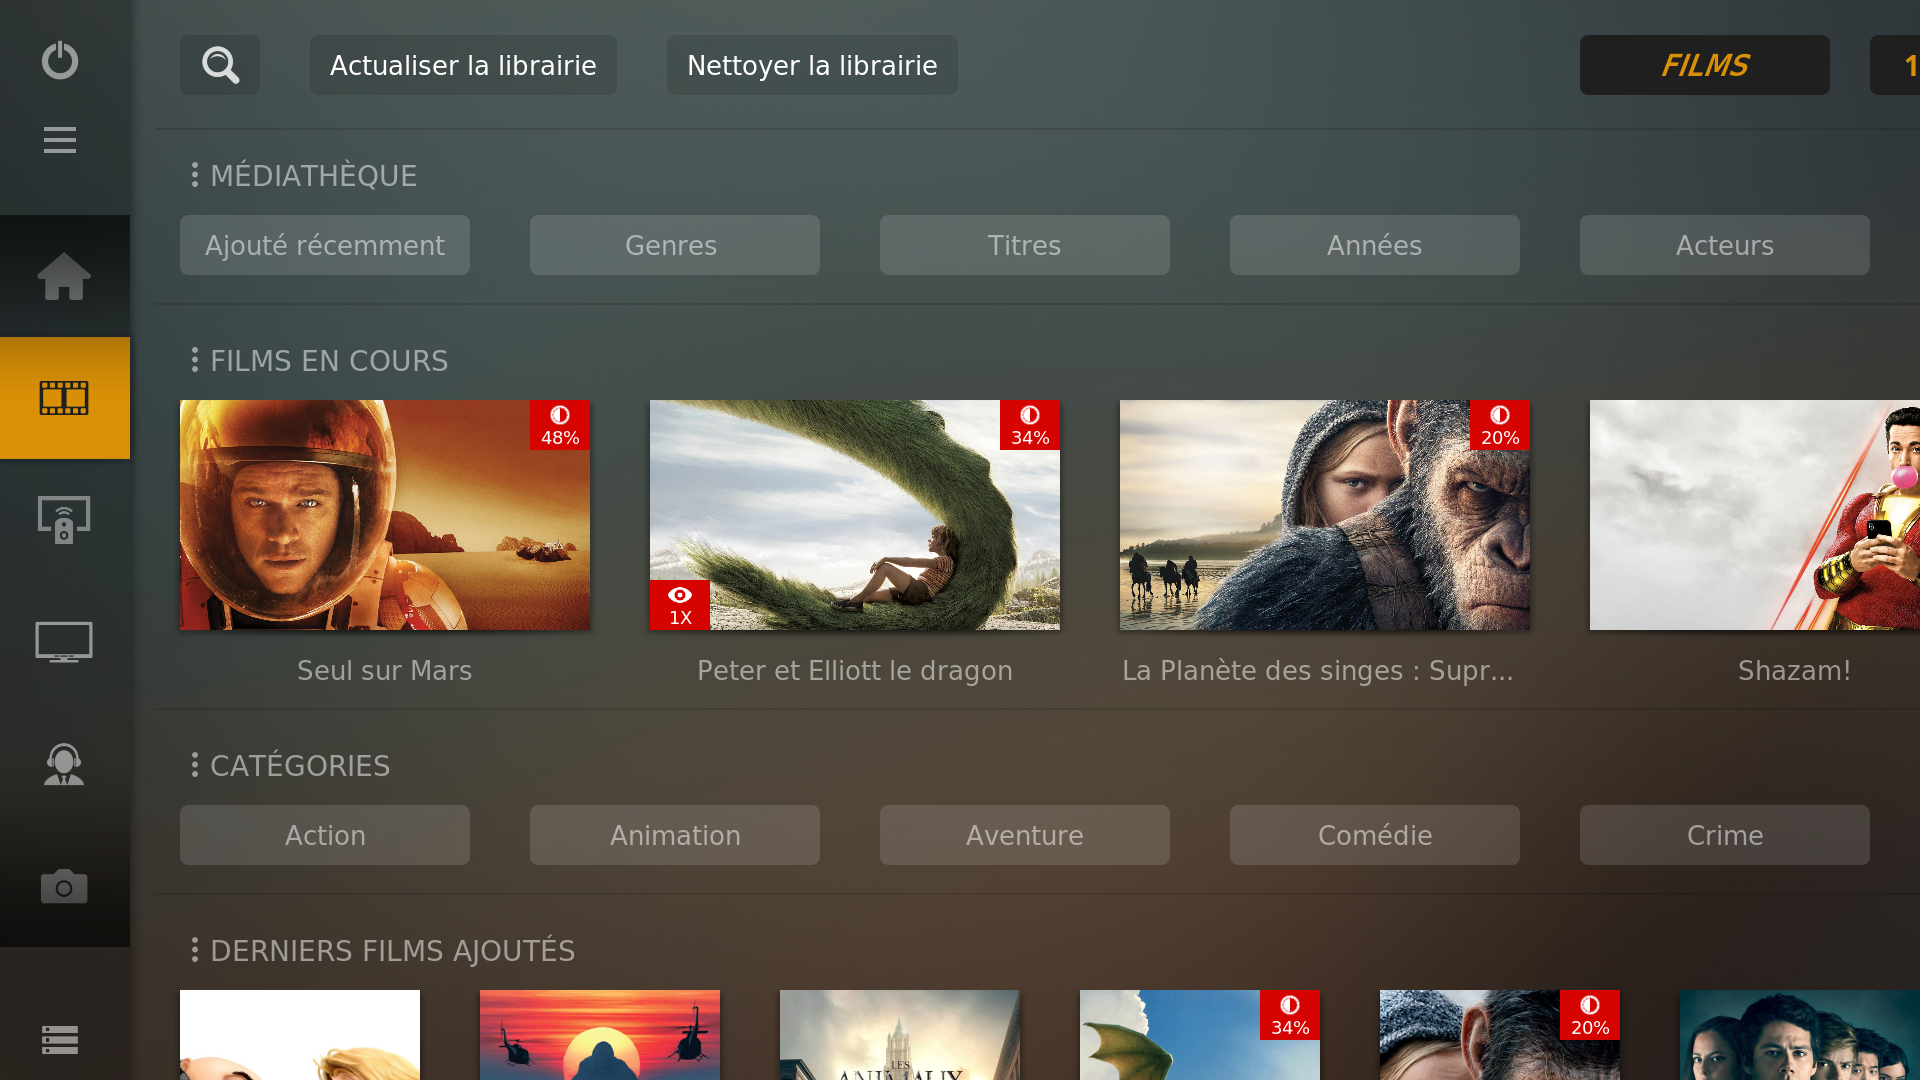 Actualiser la librairie
Nettoyer la librairie
FILMS
1
MÉDIATHÈQUE
Ajouté récemment
Genres
Titres
Années
Acteurs
FILMS EN COURS
48%
34%
20%
1X
Seul sur Mars
Peter et Elliott le dragon
La Planète des singes : Supr...
Shazam!
CATÉGORIES
Action
Animation
Aventure
Comédie
Crime
DERNIERS FILMS AJOUTÉS
34%
20%
LES
ANIMAUX